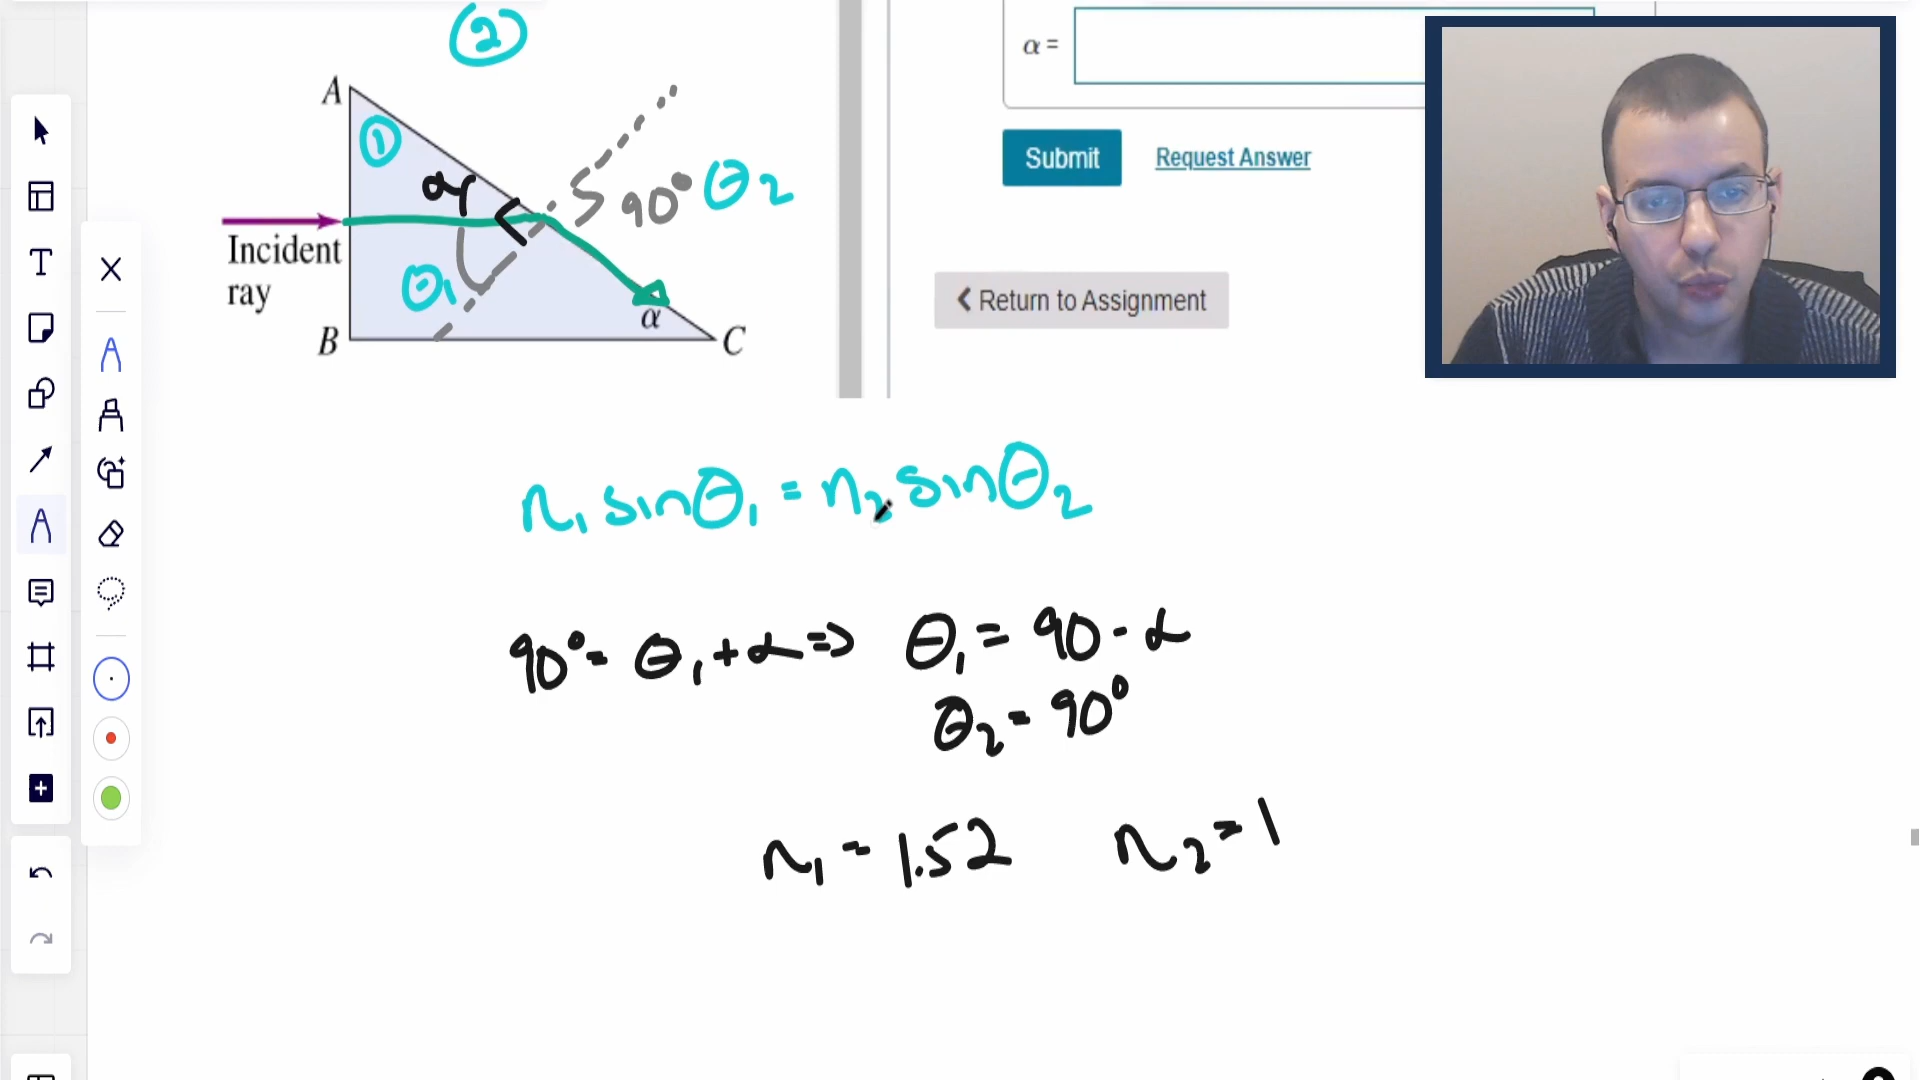 ②
α =
A
①
α
90° θ2
Submit
Request Answer
Incident
ray
θ1
α
B
C
Return to Assignment
n1 sinθ1 = n2 sinθ2
90° = θ1 + α => θ1 = 90 - α
θ2 = 90°
n1 = 1.52 n2 = 1